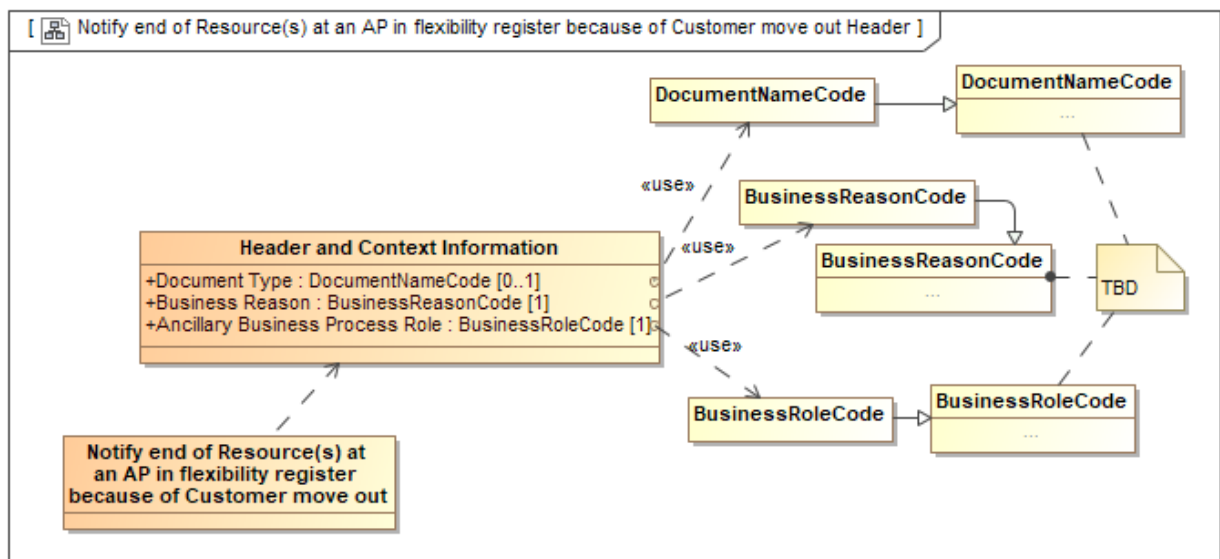 [ Notify end of Resource(s) at an AP in flexibility register because of Customer move out Header ]
DocumentNameCode
DocumentNameCode
...
«use»
BusinessReasonCode
«use»
BusinessReasonCode
...
TBD
Header and Context Information
+Document Type : DocumentNameCode [0..1]
+Business Reason : BusinessReasonCode [1]
+Ancillary Business Process Role : BusinessRoleCode [1]
«use»
BusinessRoleCode
BusinessRoleCode
...
Notify end of Resource(s) at
an AP in flexibility register
because of Customer move out